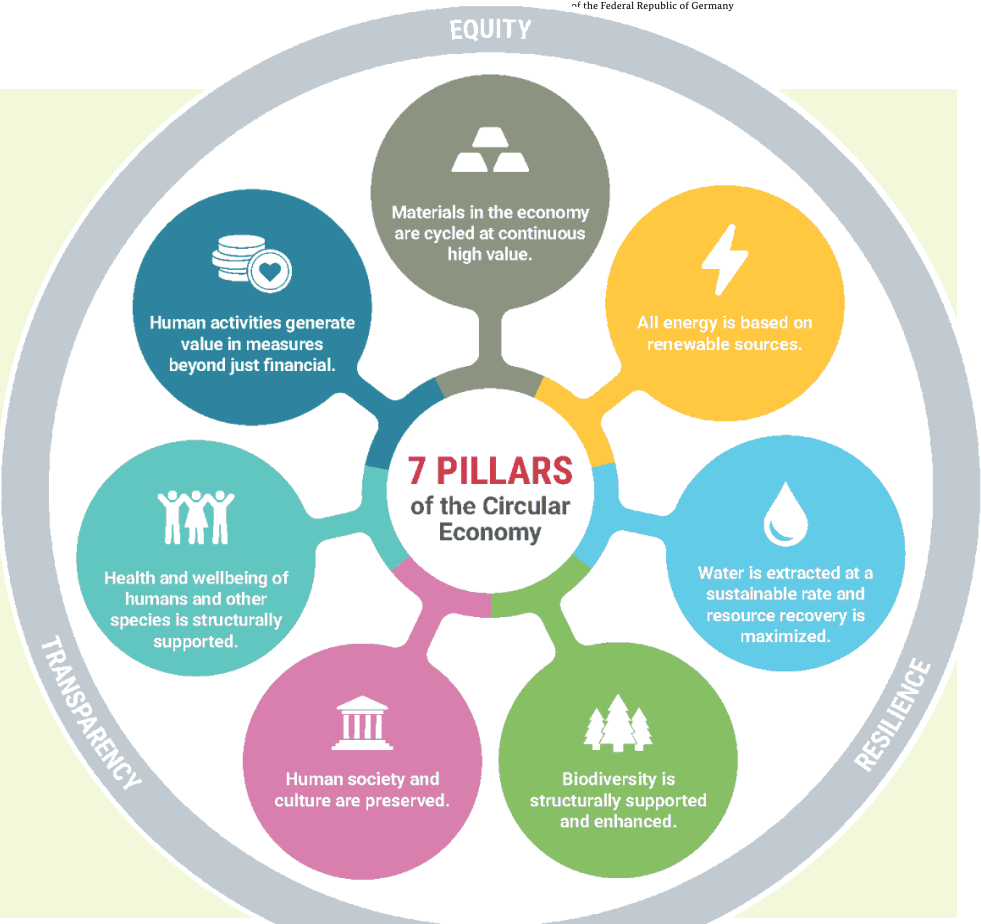 of the Federal Republic of Germany
EQUITY
Materials in the economy
are cycled at continuous
high value.
All energy is based on
renewable sources.
Water is extracted at a
sustainable rate and
resource recovery is
maximized.
Biodiversity is
structurally supported
and enhanced.
Human society and
culture are preserved.
Health and wellbeing of
humans and other
species is structurally
supported.
Human activities generate
value in measures
beyond just financial.
7 PILLARS
of the Circular
Economy
RESILIENCE
TRANSPARENCY